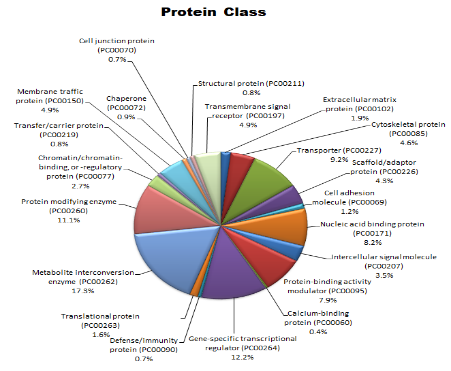 Protein Class
Cell junction protein
(PC00070)
0.7%
Membrane traffic
protein (PC00150)
4.9%
Chaperone
(PC00072)
0.9%
Structural protein (PC00211)
0.8%
Transmembrane signal
receptor (PC00197)
4.9%
Extracellular matrix
protein (PC00102)
1.9%
Cytoskeletal protein
(PC00085)
4.6%
Transporter (PC00227)
9.2%
Scaffold/adaptor
protein (PC00226)
4.3%
Cell adhesion
molecule (PC00069)
1.2%
Nucleic acid binding protein
(PC00171)
8.2%
Intercellular signal molecule
(PC00207)
3.5%
Protein-binding activity
modulator (PC00095)
7.9%
Calcium-binding
protein (PC00060)
0.4%
Gene-specific transcriptional
regulator (PC00264)
12.2%
Defense/immunity
protein (PC00090)
0.7%
Translational protein
(PC00263)
1.6%
Metabolite interconversion
enzyme (PC00262)
17.3%
Protein modifying enzyme
(PC00260)
11.1%
Chromatin/chromatin-
binding, or -regulatory
protein (PC00077)
2.7%
Transfer/carrier protein
(PC00219)
0.8%